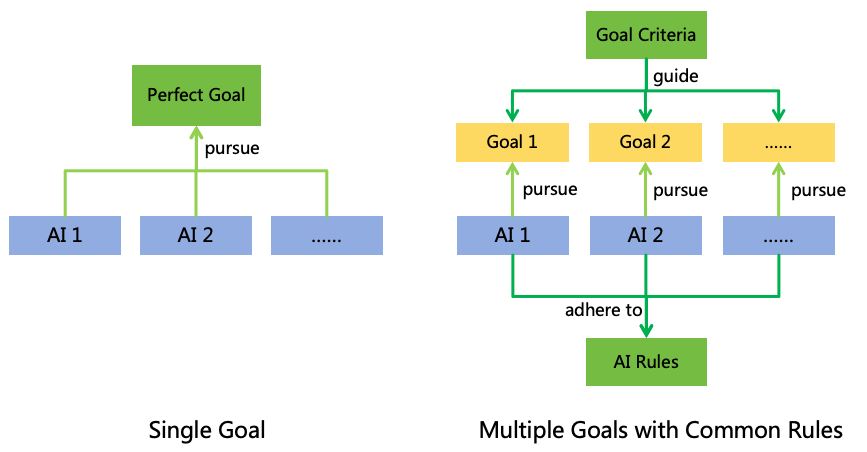 Perfect Goal
pursue
AI 1
AI 2
......
Single Goal
Goal Criteria
guide
Goal 1
Goal 2
......
pursue
pursue
pursue
AI 1
AI 2
......
adhere to
AI Rules
Multiple Goals with Common Rules